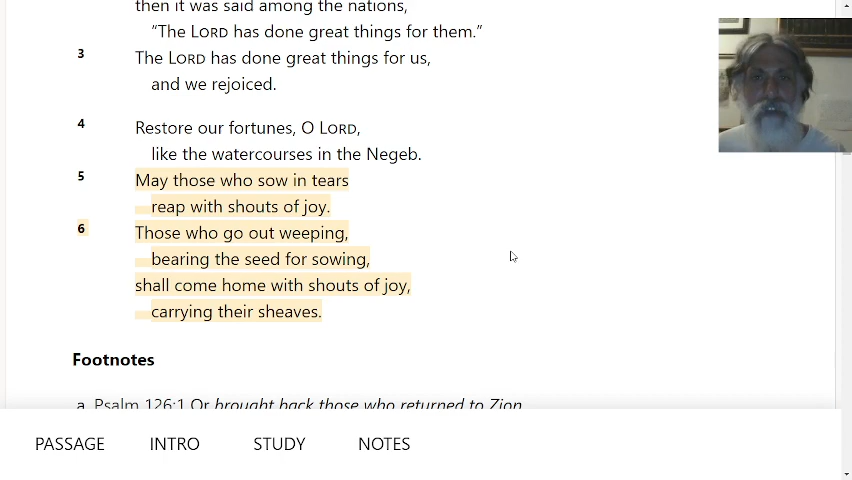 then it was said among the nations,
“The LORD has done great things for them.”
3 The LORD has done great things for us,
and we rejoiced.
4 Restore our fortunes, O LORD,
like the watercourses in the Negeb.
5 May those who sow in tears
reap with shouts of joy.
6 Those who go out weeping,
bearing the seed for sowing,
shall come home with shouts of joy,
carrying their sheaves.
Footnotes
a. Psalm 126:1 Or brought back those who returned to Zion
PASSAGE INTRO STUDY NOTES